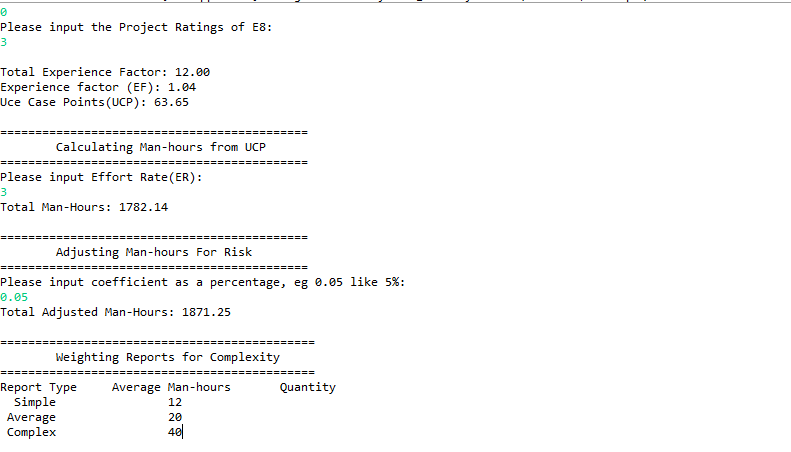 0
Please input the Project Ratings of E8:
3
Total Experience Factor: 12.00
Experience factor (EF): 1.04
Uce Case Points(UCP): 63.65
============================================
Calculating Man-hours from UCP
============================================
Please input Effort Rate(ER):
3
Total Man-Hours: 1782.14
============================================
Adjusting Man-hours For Risk
============================================
Please input coefficient as a percentage, eg 0.05 like 5%:
0.05
Total Adjusted Man-Hours: 1871.25
=============================================
Weighting Reports for Complexity
=============================================
Report Type Average Man-hours Quantity
Simple 12
Average 20
Complex 40